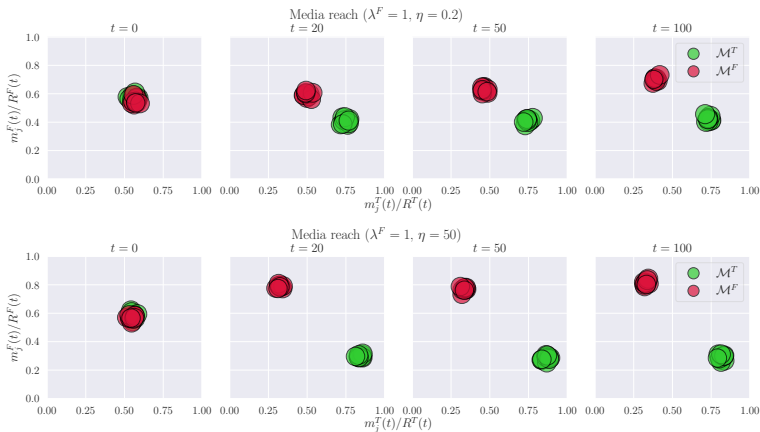 Media reach (λ^F = 1, η = 0.2)
t = 0 t = 20 t = 50 t = 100
m_j^F(t)/R^F(t)
1.0
0.8
0.6
0.4
0.2
0.0
ℳ^T
ℳ^F
0.00 0.25 0.50 0.75 1.00 0.00 0.25 0.50 0.75 1.00 0.00 0.25 0.50 0.75 1.00 0.00 0.25 0.50 0.75 1.00
m_j^T(t)/R^T(t)
Media reach (λ^F = 1, η = 50)
t = 0 t = 20 t = 50 t = 100
m_j^F(t)/R^F(t)
1.0
0.8
0.6
0.4
0.2
0.0
ℳ^T
ℳ^F
0.00 0.25 0.50 0.75 1.00 0.00 0.25 0.50 0.75 1.00 0.00 0.25 0.50 0.75 1.00 0.00 0.25 0.50 0.75 1.00
m_j^T(t)/R^T(t)